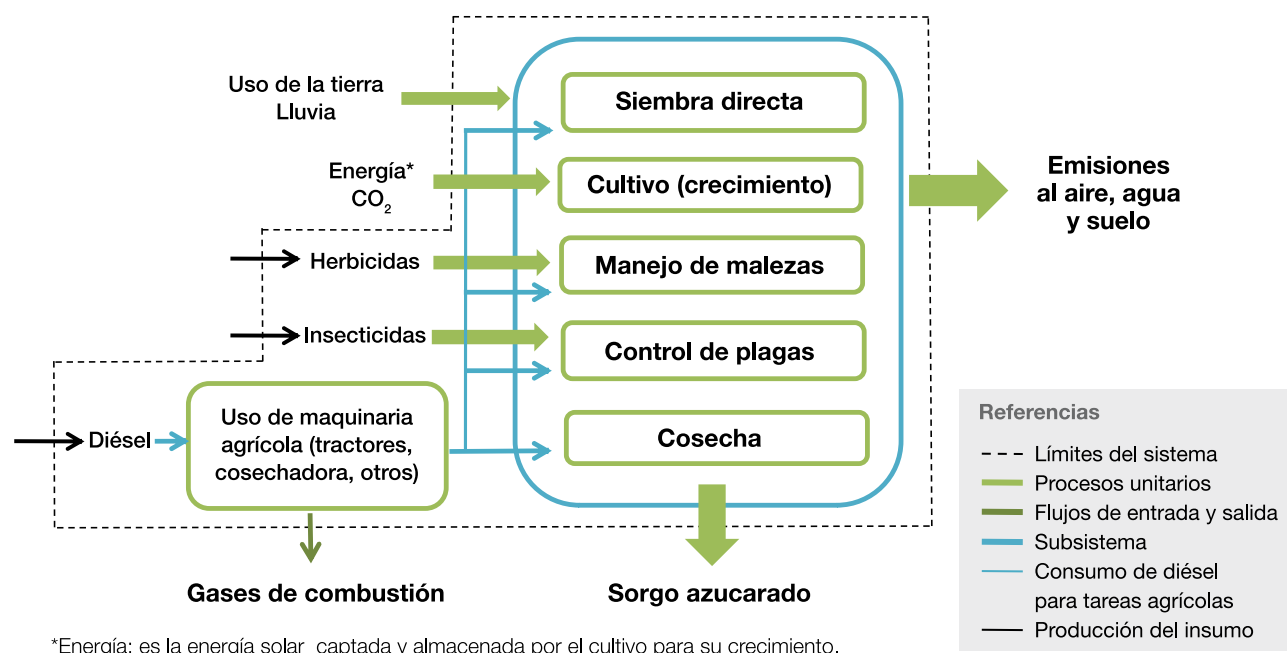 Uso de la tierra
Lluvia
Siembra directa
Energía*
CO₂
Cultivo (crecimiento)
Emisiones
al aire, agua
y suelo
Herbicidas
Manejo de malezas
Insecticidas
Control de plagas
Diésel
Uso de maquinaria
agrícola (tractores,
cosechadora, otros)
Cosecha
Gases de combustión
Sorgo azucarado
Referencias
Límites del sistema
Procesos unitarios
Flujos de entrada y salida
Subsistema
Consumo de diésel
para tareas agrícolas
Producción del insumo
*Energía: es la energía solar captada y almacenada por el cultivo para su crecimiento.